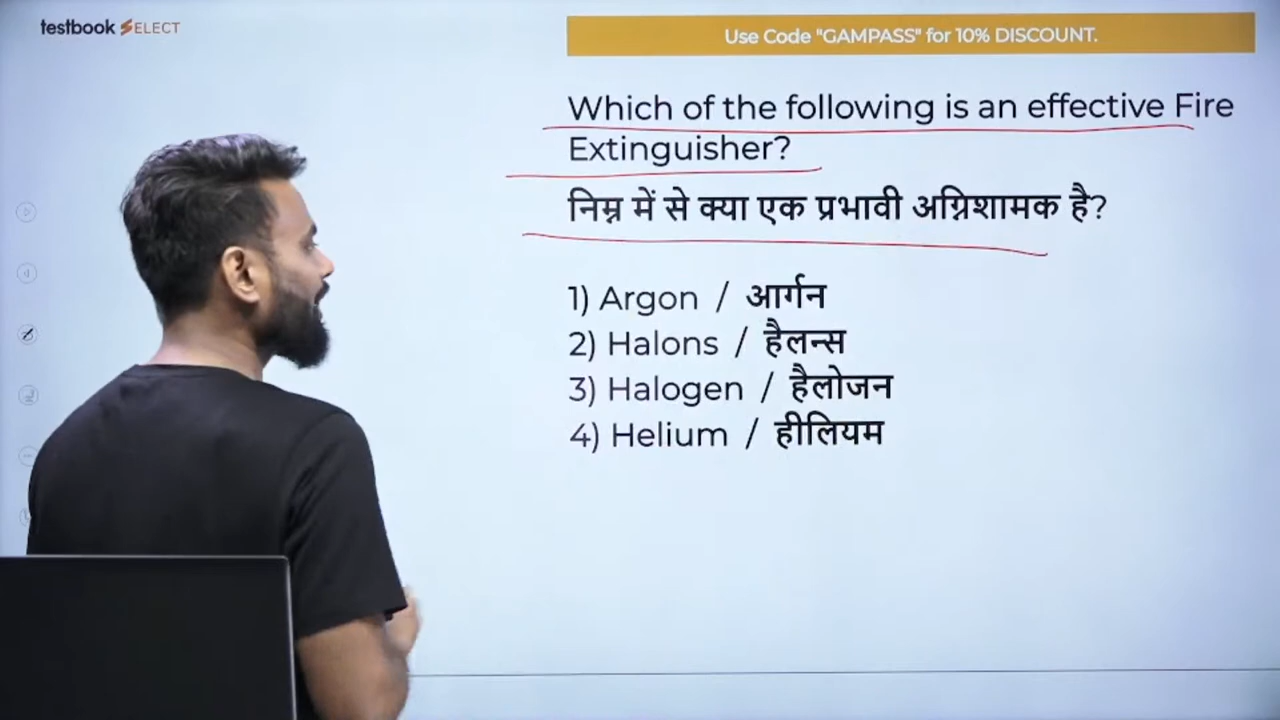 testbook SELECT
Use Code "GAMPASS" for 10% DISCOUNT.
Which of the following is an effective Fire
Extinguisher?
निम्न में से क्या एक प्रभावी अग्निशामक है?
1) Argon / आर्गन
2) Halons / हैलन्स
3) Halogen / हैलोजन
4) Helium / हीलियम